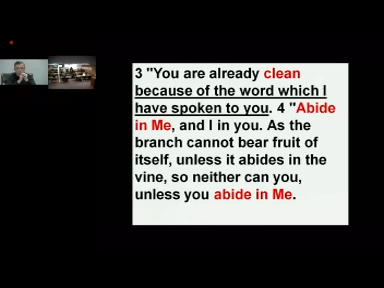 3 "You are already clean
because of the word which I
have spoken to you. 4 "Abide
in Me, and I in you. As the
branch cannot bear fruit of
itself, unless it abides in the
vine, so neither can you,
unless you abide in Me.